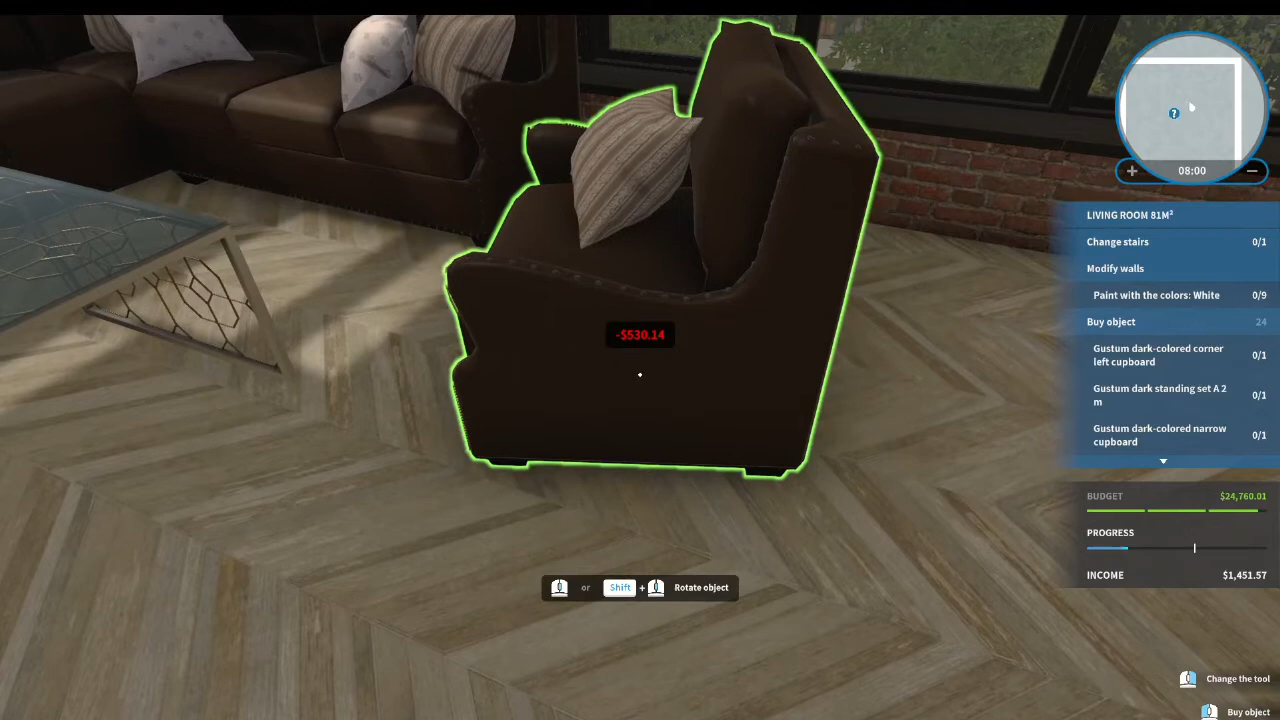 ?
08:00
LIVING ROOM 81M²
Change stairs 0/1
Modify walls
Paint with the colors: White 0/9
Buy object 24
Gustum dark-colored corner
left cupboard 0/1
Gustum dark standing set A 2
m 0/1
Gustum dark-colored narrow
cupboard 0/1
-$530.14
BUDGET $24,760.01
PROGRESS
INCOME $1,451.57
or Shift + Rotate object
Change the tool
Buy object